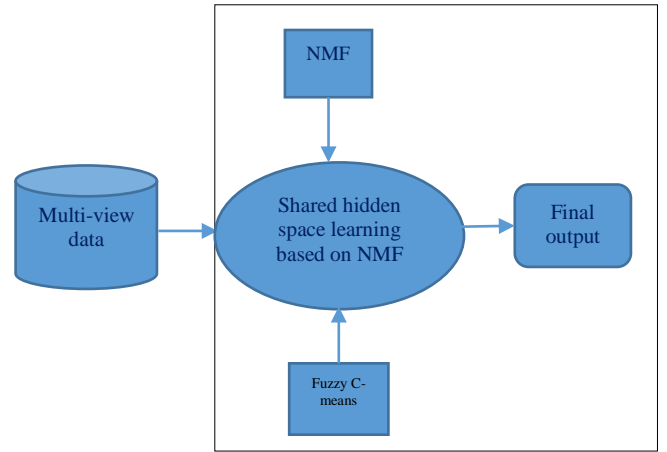 NMF
Multi-view
data
Shared hidden
space learning
based on NMF
Final
output
Fuzzy C-
means